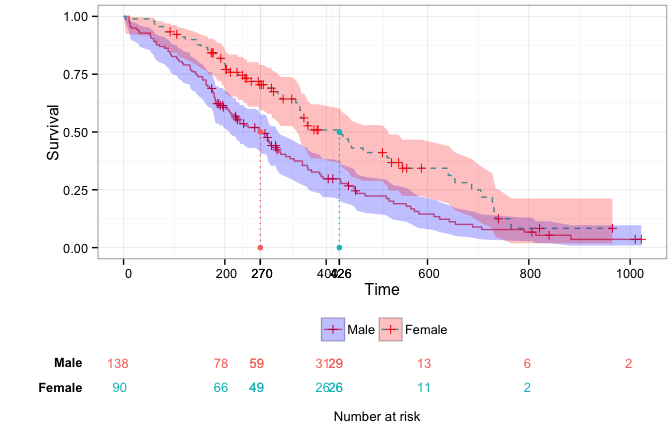 1.00
0.75
0.50
0.25
0.00
Survival
0 200 270 400 426 600 800 1000
Time
Male Female
Male 138 78 59 31 29 13 6 2
Female 90 66 49 26 26 11 2
Number at risk